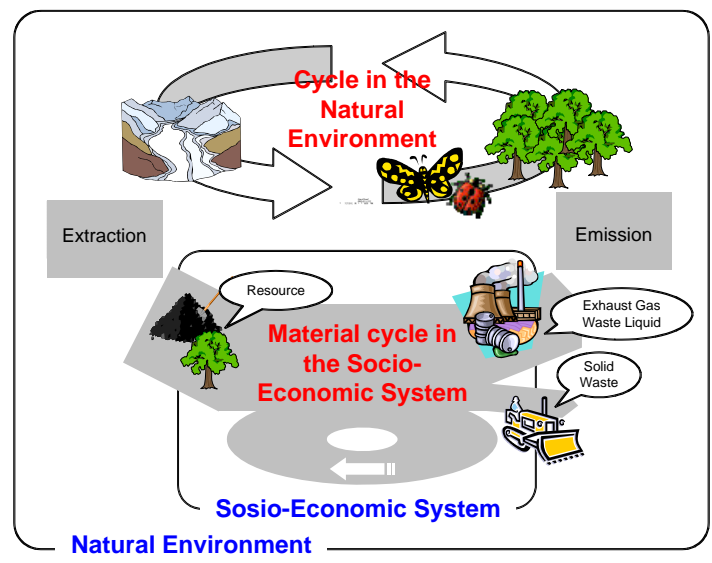 Cycle in the
Natural
Environment
Extraction
Emission
Resource
Exhaust Gas
Waste Liquid
Material cycle in
the Socio-
Economic System
Solid
Waste
Sosio-Economic System
Natural Environment